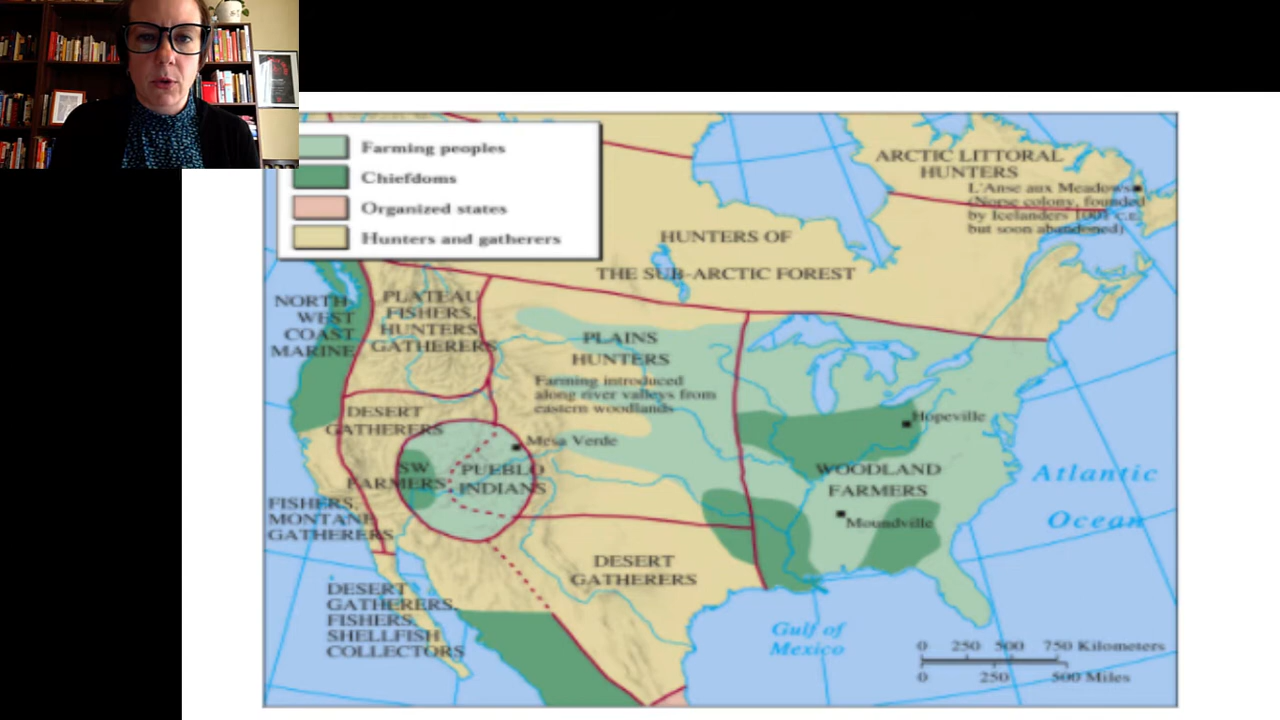 Farming peoples
Chiefdoms
Organized states
Hunters and gatherers
ARCTIC LITTORAL
HUNTERS
L'Anse aux Meadows
(Norse colony, founded
by Icelanders 1001 c.e.
but soon abandoned)
HUNTERS OF
THE SUB-ARCTIC FOREST
NORTH
WEST
COAST
MARINE
PLATEAU
FISHERS,
HUNTERS,
GATHERERS
PLAINS
HUNTERS
Farming introduced
along river valleys from
eastern woodlands
DESERT
GATHERERS
Hopeville
Mesa Verde
SW
FARMERS
PUEBLO
INDIANS
WOODLAND
FARMERS
Atlantic
Ocean
FISHERS,
MONTANE
GATHERERS
Moundville
DESERT
GATHERERS
DESERT
GATHERERS,
FISHERS,
SHELLFISH
COLLECTORS
Gulf of
Mexico
0 250 500 750 Kilometers
0 250 500 Miles